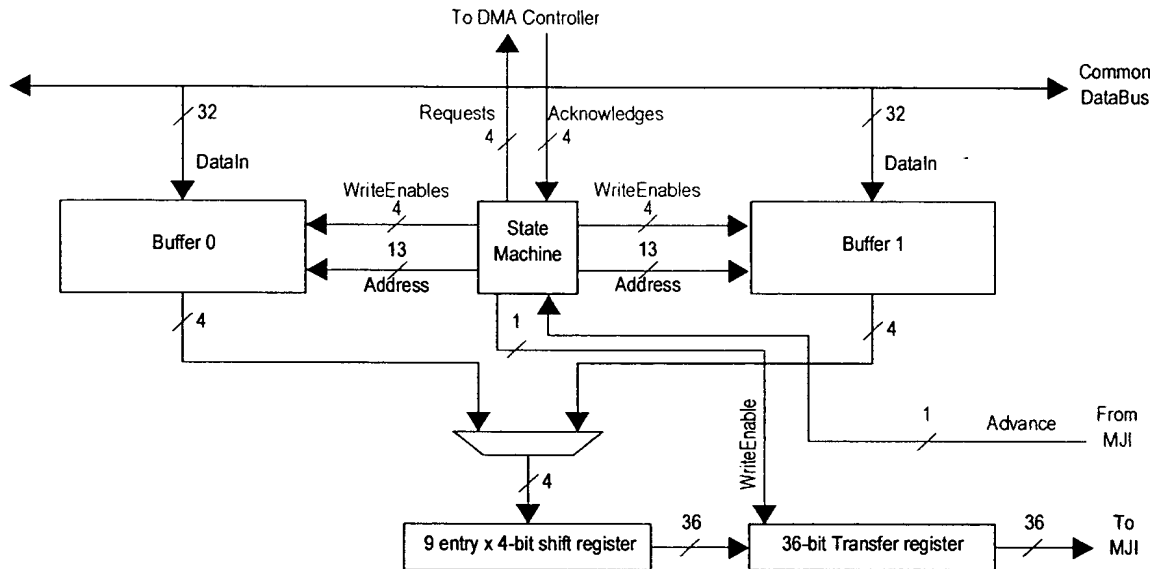 To DMA Controller
Common
DataBus
32
Requests
4
Acknowledges
4
32
DataIn
DataIn
WriteEnables
4
WriteEnables
4
State
Machine
Buffer 0
Buffer 1
13
Address
13
Address
4
1
4
WriteEnable
1
Advance
From
MJI
4
9 entry x 4-bit shift register
36
36-bit Transfer register
36
To
MJI